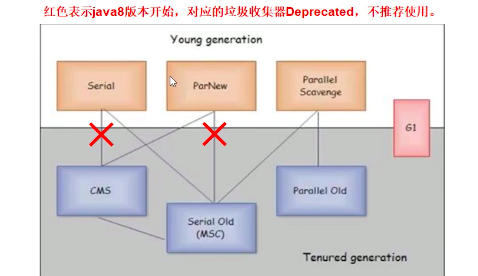 红色表示java8版本开始，对应的垃圾收集器Deprecated，不推荐使用。
Young generation
Serial
ParNew
Parallel
Scavenge
G1
CMS
Serial Old
(MSC)
Parallel Old
Tenured generation